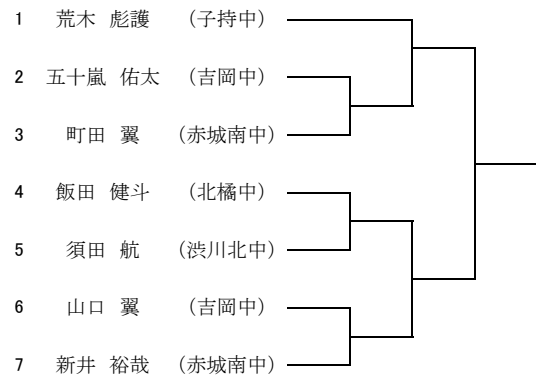 1 荒木 彪護 (子持中)
2 五十嵐 佑太 (吉岡中)
3 町田 翼 (赤城南中)
4 飯田 健斗 (北橘中)
5 須田 航 (渋川北中)
6 山口 翼 (吉岡中)
7 新井 裕哉 (赤城南中)